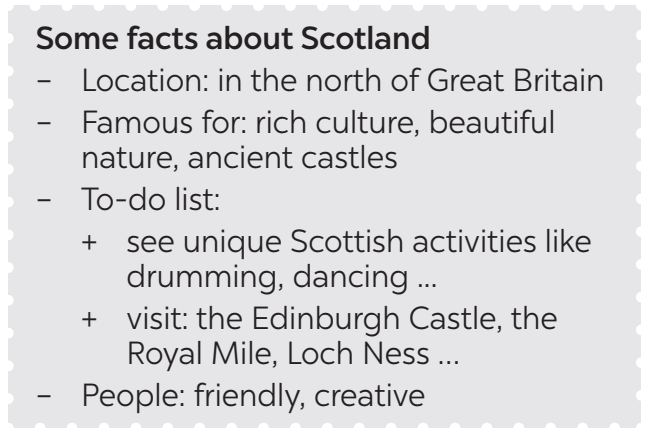 Some facts about Scotland
– Location: in the north of Great Britain
– Famous for: rich culture, beautiful
nature, ancient castles
– To-do list:
+ see unique Scottish activities like
drumming, dancing ...
+ visit: the Edinburgh Castle, the
Royal Mile, Loch Ness ...
– People: friendly, creative